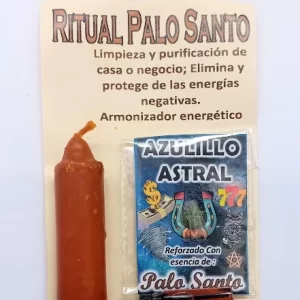 RITUAL PALO SANTO
Limpieza y purificación de
casa o negocio; Elimina y
protege de las energías
negativas.
Armonizador energético
AZULILLO
ASTRAL
777
Reforzado Con
esencia de :
Palo Santo